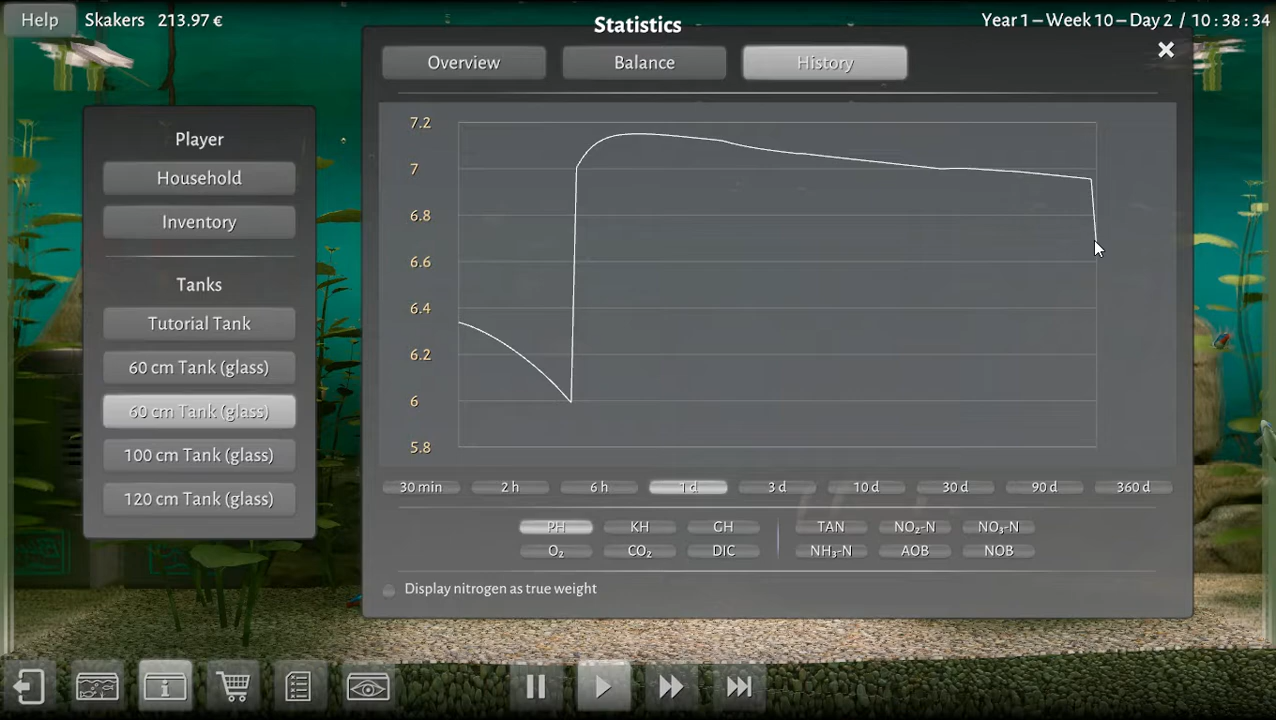 Help
Skakers 213.97 €
Statistics
Year 1 – Week 10 – Day 2 / 10:38:34
Overview
Balance
History
Player
Household
Inventory
Tanks
Tutorial Tank
60 cm Tank (glass)
60 cm Tank (glass)
100 cm Tank (glass)
120 cm Tank (glass)
7.2
7
6.8
6.6
6.4
6.2
6
5.8
30 min
2 h
6 h
1 d
3 d
10 d
30 d
90 d
360 d
PH
KH
GH
TAN
NO₂-N
NO₃-N
O₂
CO₂
DIC
NH₃-N
AOB
NOB
Display nitrogen as true weight